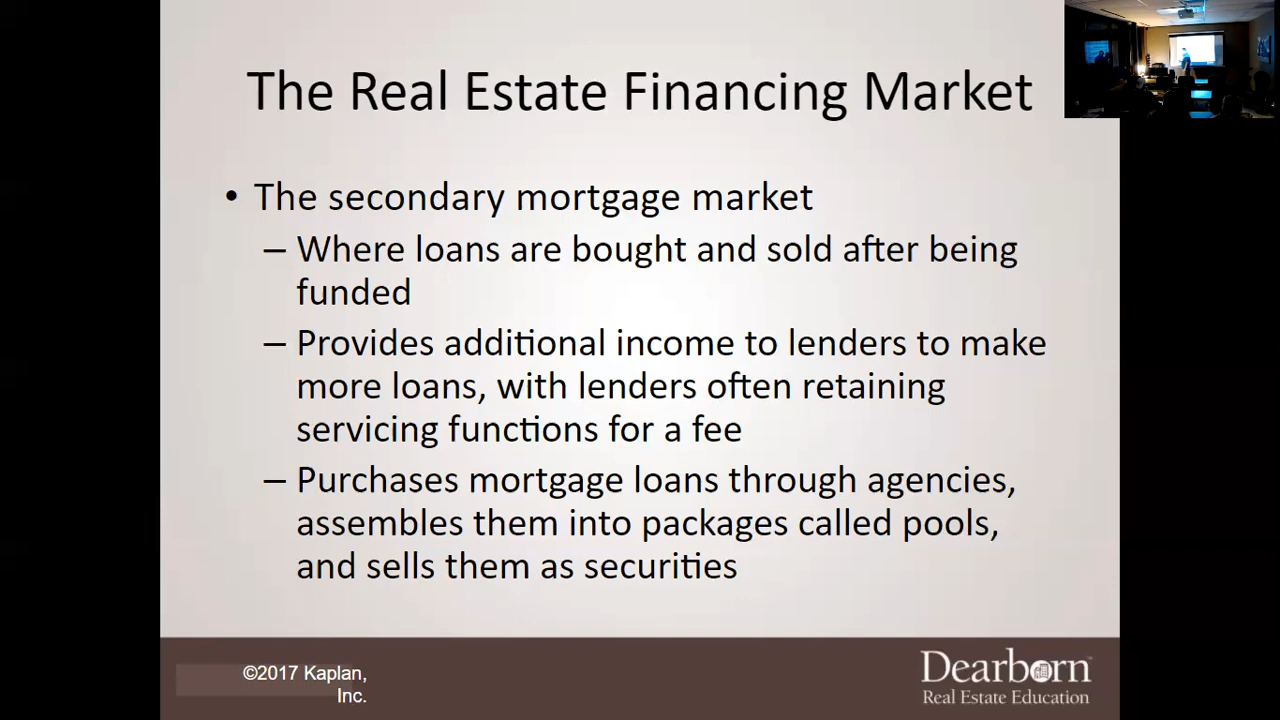 The Real Estate Financing Market
• The secondary mortgage market
– Where loans are bought and sold after being
funded
– Provides additional income to lenders to make
more loans, with lenders often retaining
servicing functions for a fee
– Purchases mortgage loans through agencies,
assembles them into packages called pools,
and sells them as securities
©2017 Kaplan,
Inc.
Dearborn™
Real Estate Education